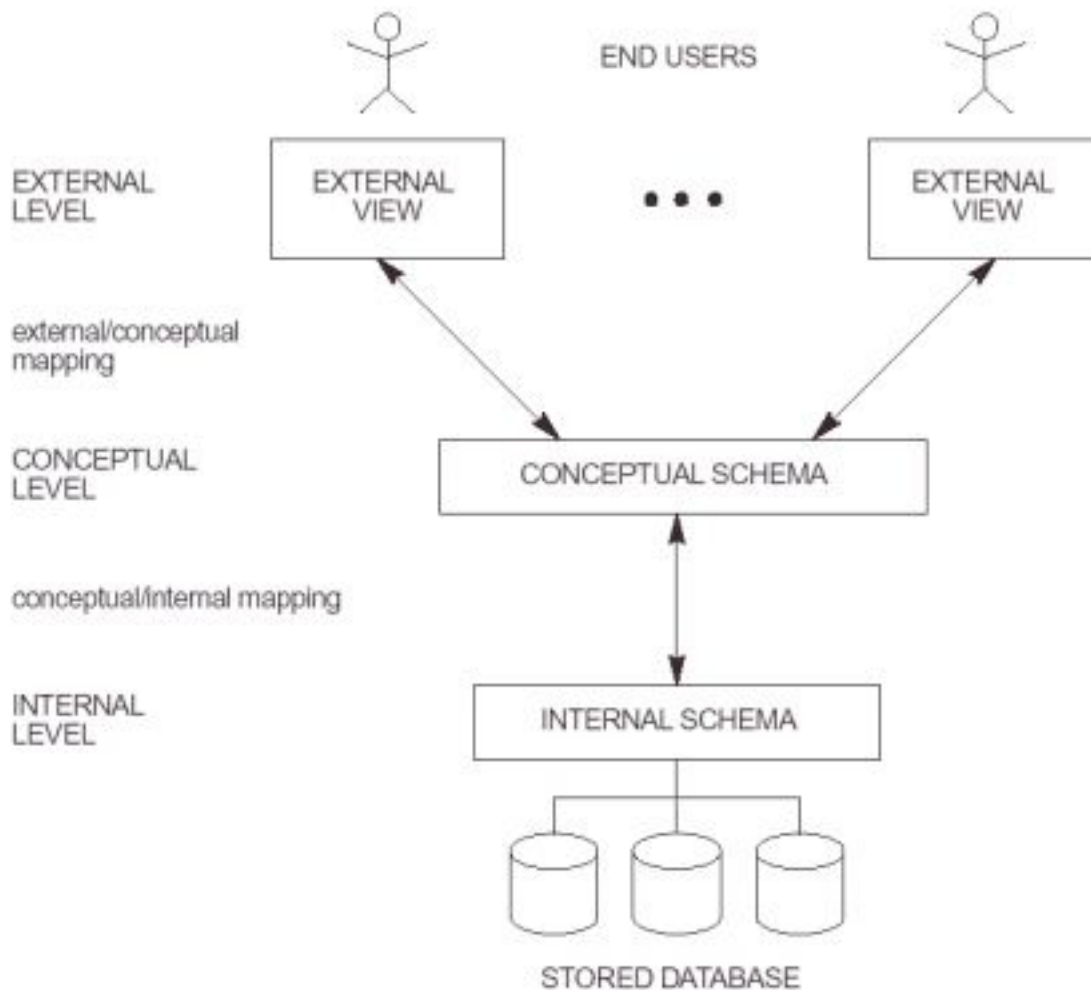 END USERS
EXTERNAL
LEVEL
EXTERNAL
VIEW
EXTERNAL
VIEW
external/conceptual
mapping
CONCEPTUAL
LEVEL
CONCEPTUAL SCHEMA
conceptual/internal mapping
INTERNAL
LEVEL
INTERNAL SCHEMA
STORED DATABASE